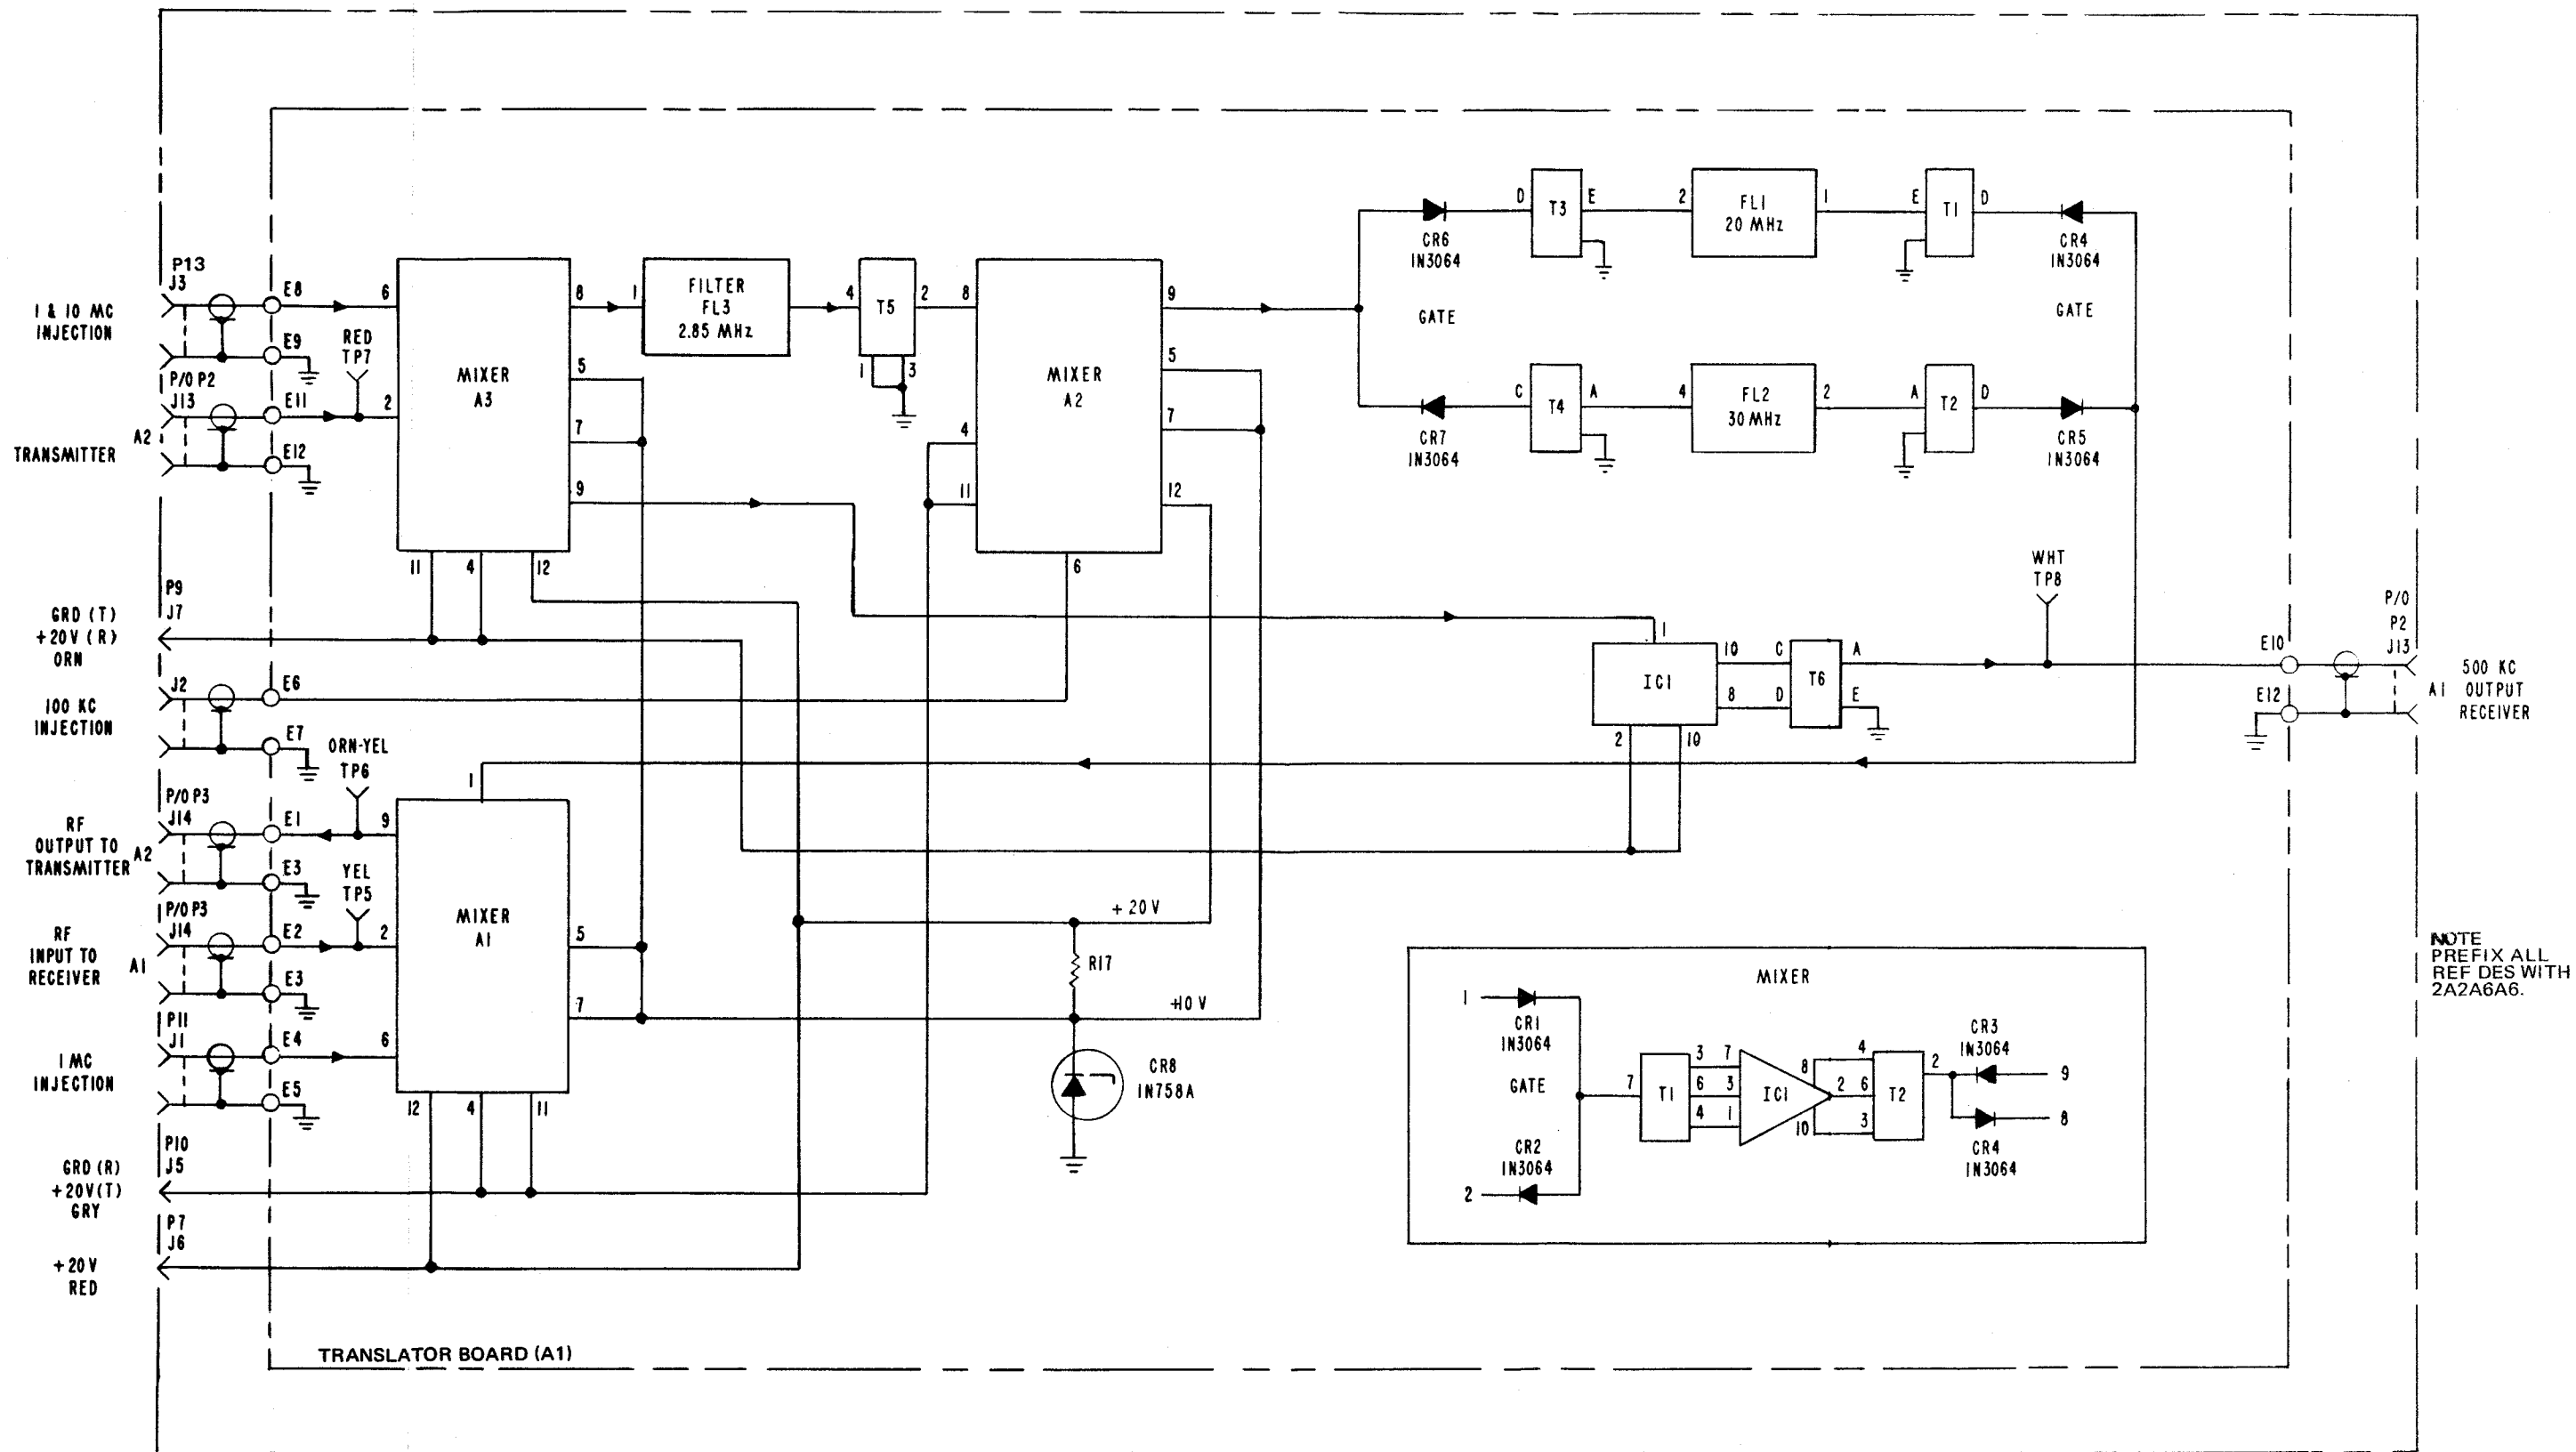 P13
J3
1 & 10 MC
INJECTION
E8
E9
RED
TP7
P/O P2
J13
A2
TRANSMITTER
E11
E12
6
2
MIXER
A3
8
5
7
9
11
4
12
1
FILTER
FL3
2.85 MHz
4
T5
2
1
3
8
MIXER
A2
9
5
7
12
4
11
6
CR6
1N3064
D
T3
E
2
FL1
20 MHz
1
E
T1
D
CR4
1N3064
GATE
GATE
CR7
1N3064
C
T4
A
4
FL2
30 MHz
2
A
T2
D
CR5
1N3064
P9
J7
GRD (T)
+20V (R)
ORN
J2
100 KC
INJECTION
E6
E7
ORN-YEL
TP6
1
IC1
10
8
2
10
C
D
T6
A
E
WHT
TP8
E10
E12
P/O
P2
J13
A1
500 KC
OUTPUT
RECEIVER
P/O P3
J14
RF
OUTPUT TO
TRANSMITTER
A2
E1
E3
YEL
TP5
P/O P3
J14
RF
INPUT TO
RECEIVER
A1
E2
E3
P11
J1
1 MC
INJECTION
E4
E5
1
9
2
6
MIXER
A1
5
7
12
4
11
+ 20V
R17
+10 V
CR8
1N758A
P10
J5
GRD (R)
+20V(T)
GRY
P7
J6
+20V
RED
MIXER
1
CR1
1N3064
GATE
CR2
1N3064
2
7
T1
3
6
4
7
3
1
IC1
8
2
10
4
6
3
T2
2
CR3
1N3064
9
8
CR4
1N3064
NOTE
PREFIX ALL
REF DES WITH
2A2A6A6.
TRANSLATOR BOARD (A1)